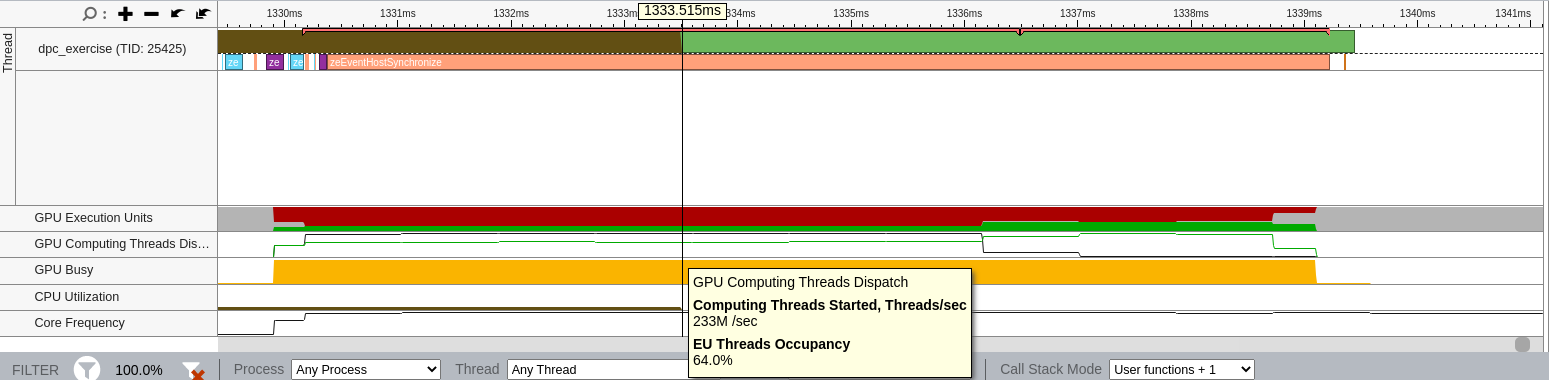 1330ms 1331ms 1332ms 1333m 1333.515ms 334ms 1335ms 1336ms 1337ms 1338ms 1339ms 1340ms 1341ms
Thread
dpc_exercise (TID: 25425)
ze ze ze zeEventHostSynchronize
GPU Execution Units
GPU Computing Threads Dis…
GPU Busy
CPU Utilization
Core Frequency
GPU Computing Threads Dispatch
Computing Threads Started, Threads/sec
233M /sec
EU Threads Occupancy
64.0%
FILTER 100.0% Process Any Process Thread Any Thread Call Stack Mode User functions + 1